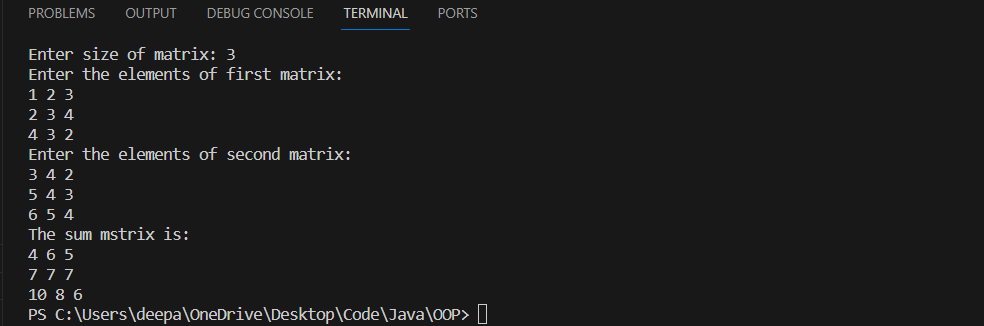 PROBLEMS OUTPUT DEBUG CONSOLE TERMINAL PORTS
Enter size of matrix: 3
Enter the elements of first matrix:
1 2 3
2 3 4
4 3 2
Enter the elements of second matrix:
3 4 2
5 4 3
6 5 4
The sum mstrix is:
4 6 5
7 7 7
10 8 6
PS C:\Users\deepa\OneDrive\Desktop\Code\Java\OOP>